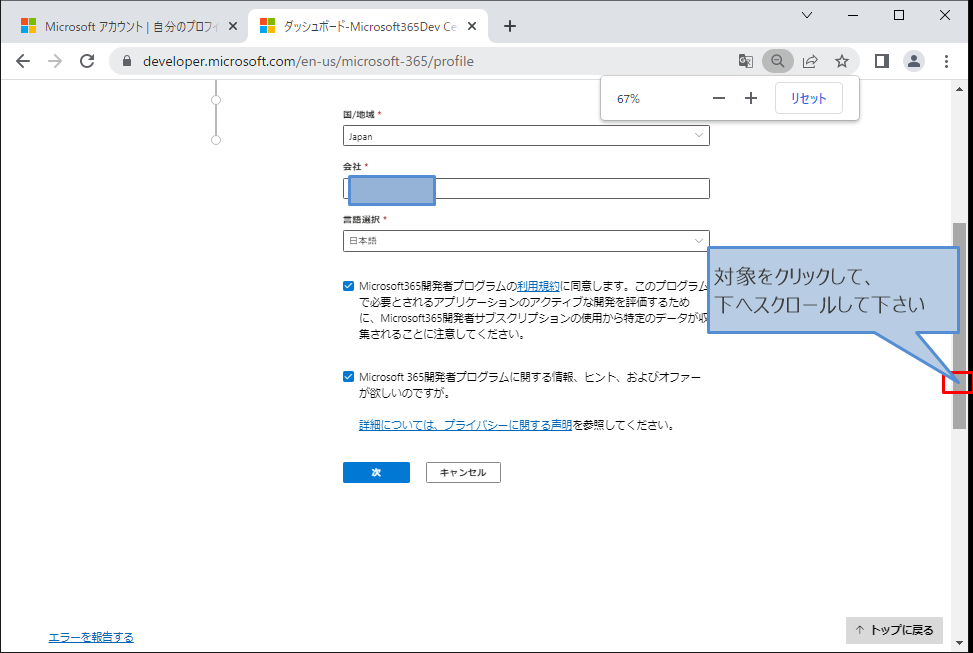 Microsoft アカウント | 自分のプロフィ
ダッシュボード-Microsoft365Dev Ce
developer.microsoft.com/en-us/microsoft-365/profile
67%
リセット
国/地域 *
Japan
会社 *
言語選択 *
日本語
対象をクリックして、
下へスクロールして下さい
Microsoft365開発者プログラムの利用規約に同意します。このプログラム
で必要とされるアプリケーションのアクティブな開発を評価するため
に、Microsoft365開発者サブスクリプションの使用から特定のデータが収
集されることに注意してください。
Microsoft 365開発者プログラムに関する情報、ヒント、およびオファー
が欲しいのですが。
詳細については、プライバシーに関する声明を参照してください。
次
キャンセル
エラーを報告する
↑ トップに戻る